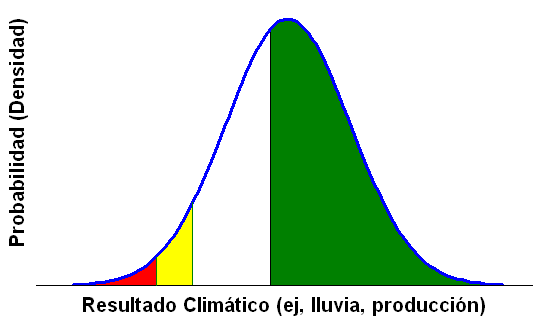 Probabilidad (Densidad)
Resultado Climático (ej, lluvia, producción)